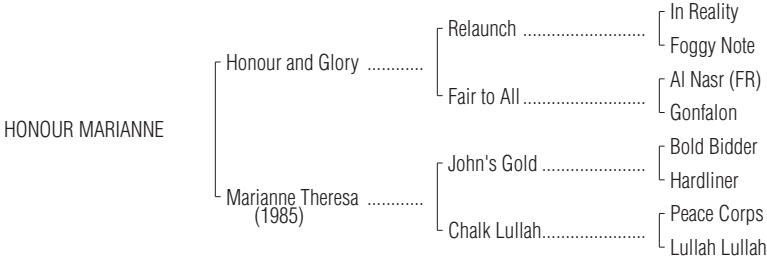 In Reality
Relaunch ..........................
Foggy Note
Honour and Glory ............
Al Nasr (FR)
Fair to All ..........................
Gonfalon
HONOUR MARIANNE
Bold Bidder
John's Gold ......................
Hardliner
Marianne Theresa ............
(1985)
Peace Corps
Chalk Lullah......................
Lullah Lullah